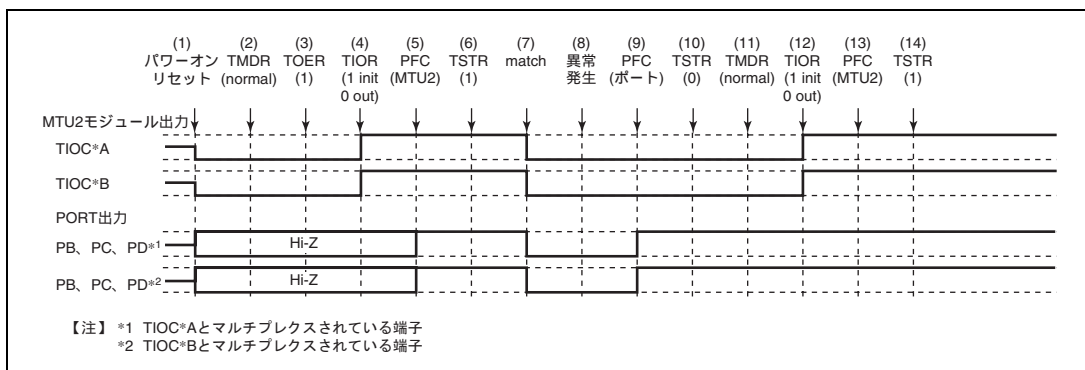 (1) (2) (3) (4) (5) (6) (7) (8) (9) (10) (11) (12) (13) (14)
パワーオン TMDR TOER TIOR PFC TSTR match 異常 PFC TSTR TMDR TIOR PFC TSTR
リセット (normal) (1) (1 init (MTU2) (1) 発生 (ポート) (0) (normal) (1 init (MTU2) (1)
0 out) 0 out)
MTU2モジュール出力
TIOC*A
TIOC*B
PORT出力
PB、PC、PD*1 Hi-Z
PB、PC、PD*2 Hi-Z
【注】 *1 TIOC*Aとマルチプレクスされている端子
*2 TIOC*Bとマルチプレクスされている端子